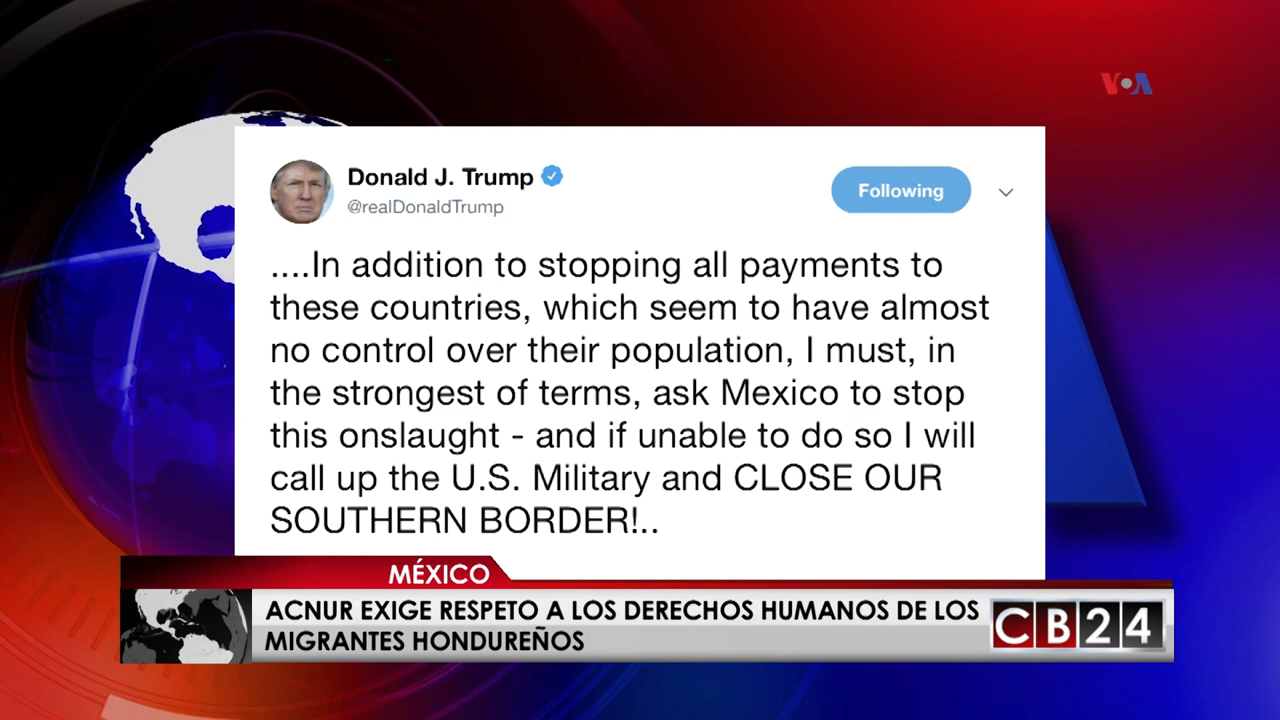 VOA
Donald J. Trump
@realDonaldTrump
Following
....In addition to stopping all payments to
these countries, which seem to have almost
no control over their population, I must, in
the strongest of terms, ask Mexico to stop
this onslaught - and if unable to do so I will
call up the U.S. Military and CLOSE OUR
SOUTHERN BORDER!..
MÉXICO
ACNUR EXIGE RESPETO A LOS DERECHOS HUMANOS DE LOS
MIGRANTES HONDUREÑOS
CB24